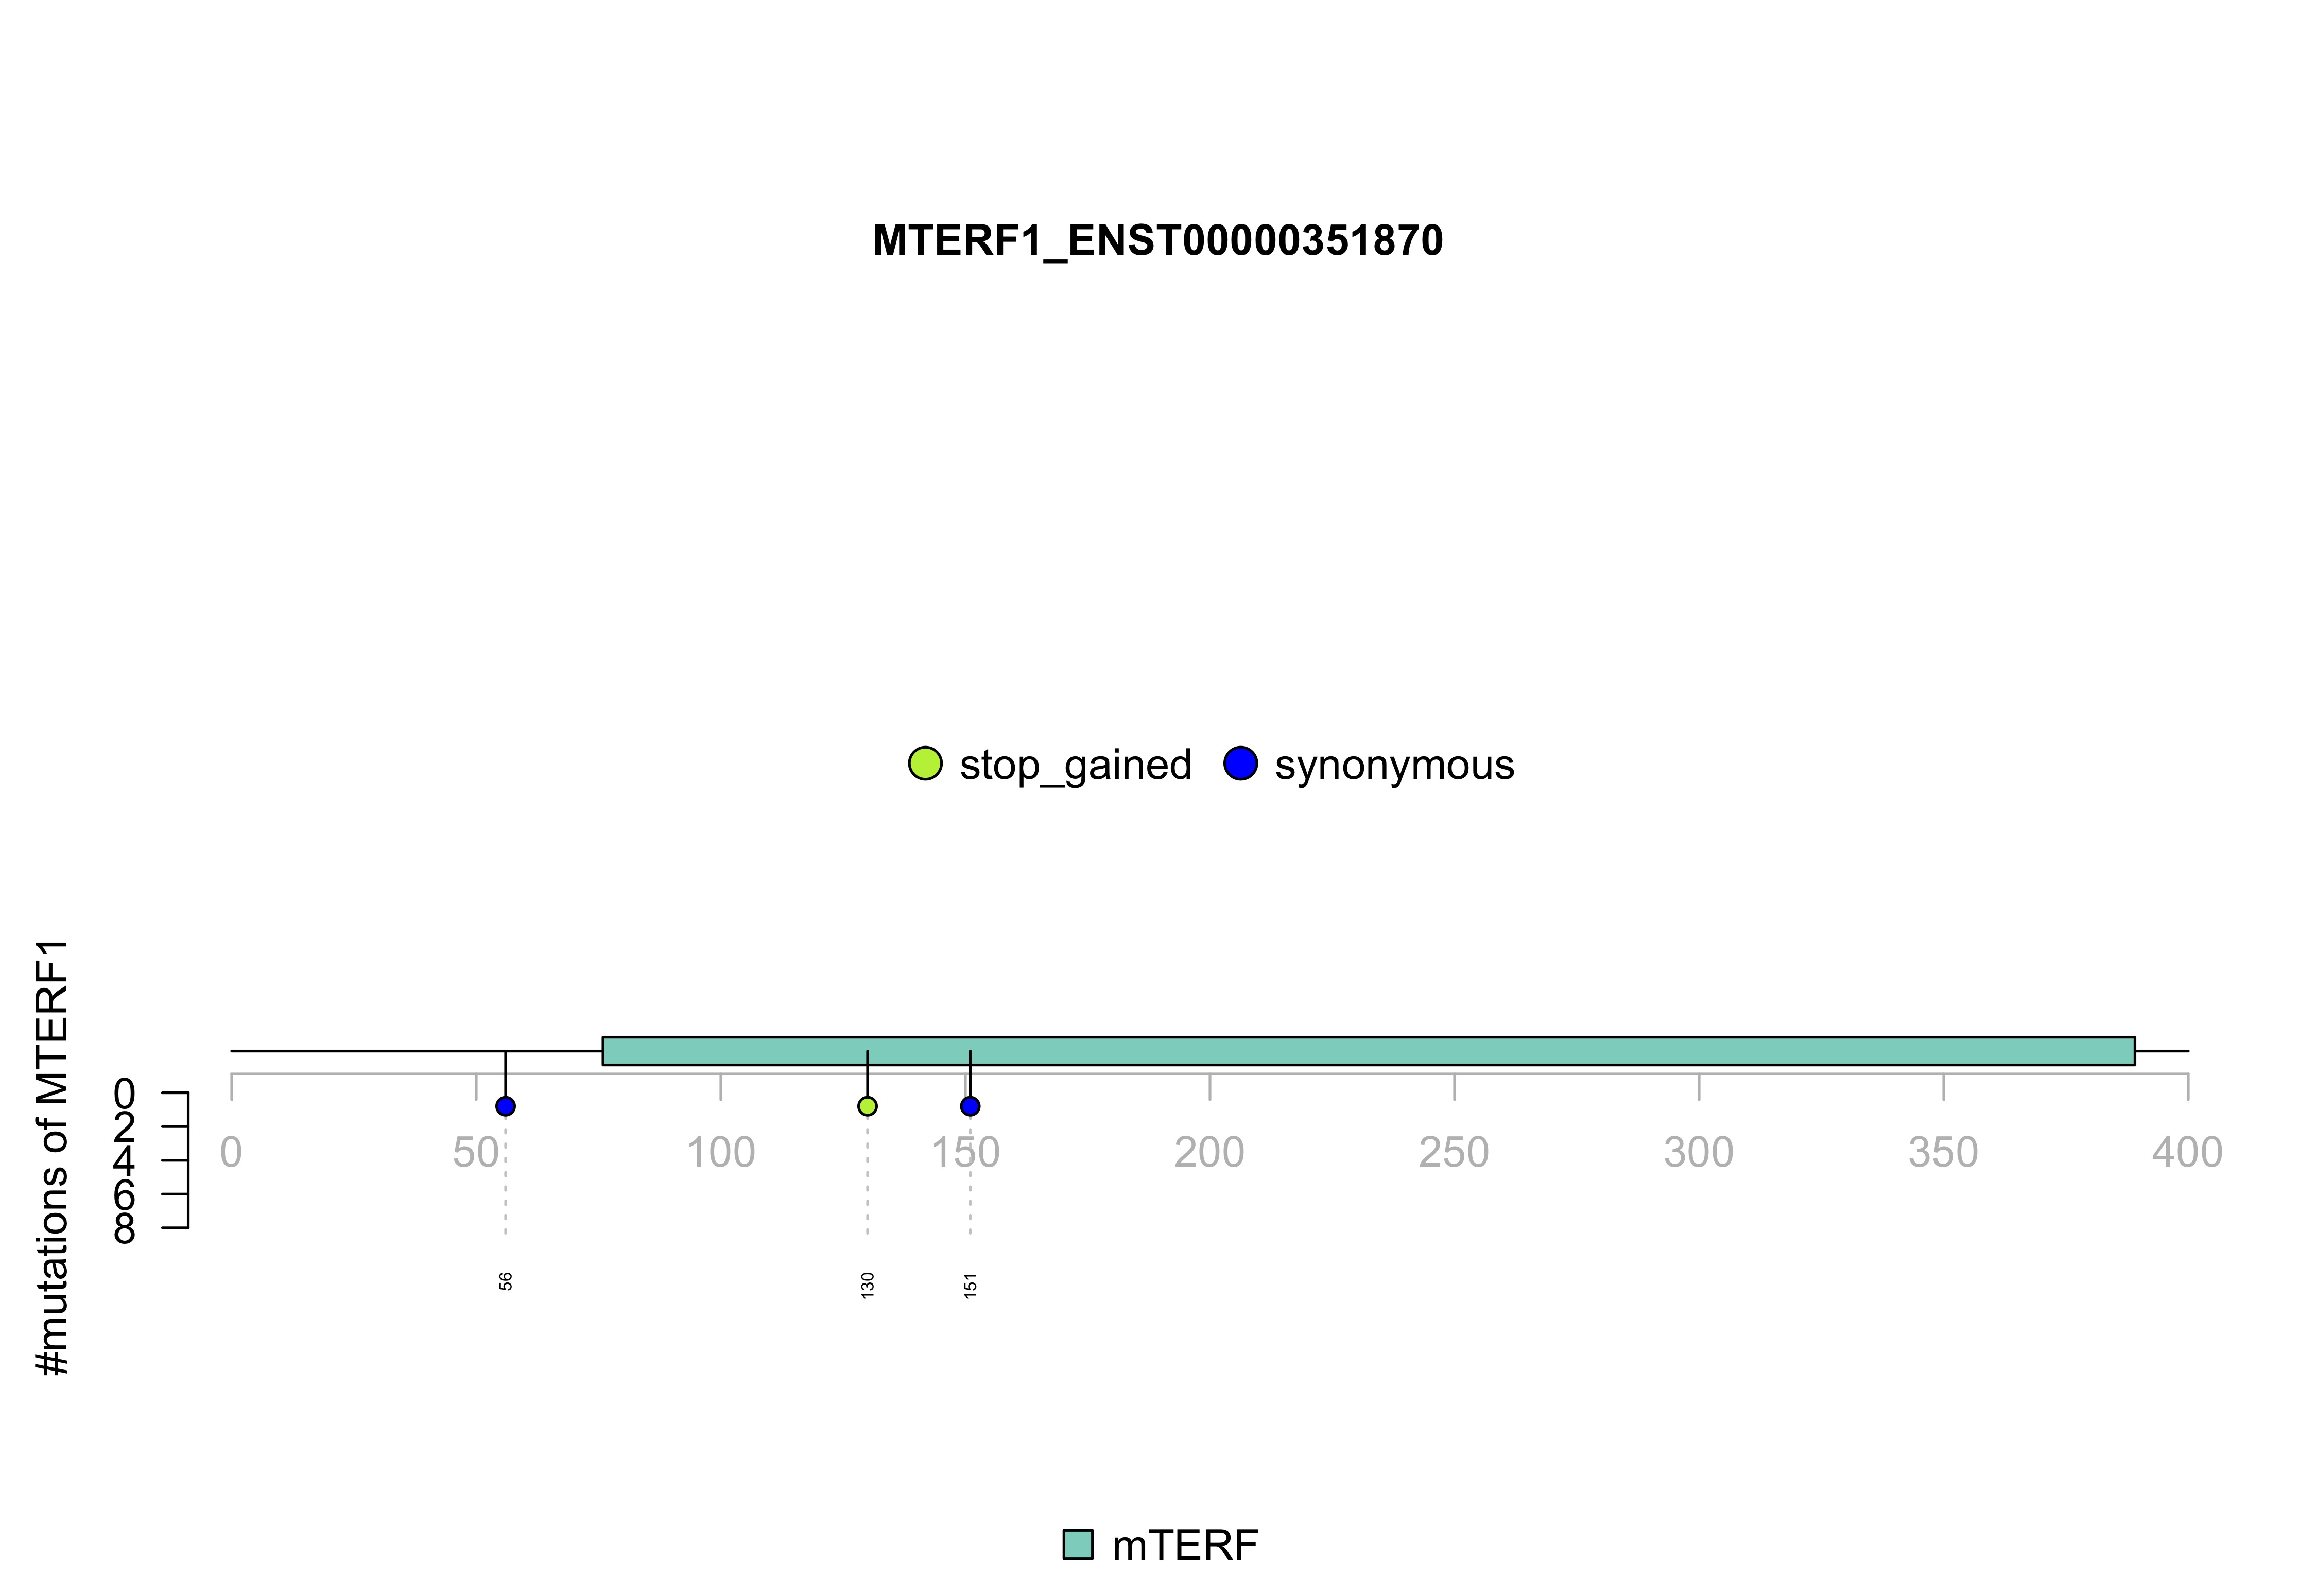 MTERF1_ENST00000351870
stop_gained synonymous
#mutations of MTERF1
0
2
4
6
8
0 50 100 150 200 250 300 350 400
56 130 151
mTERF